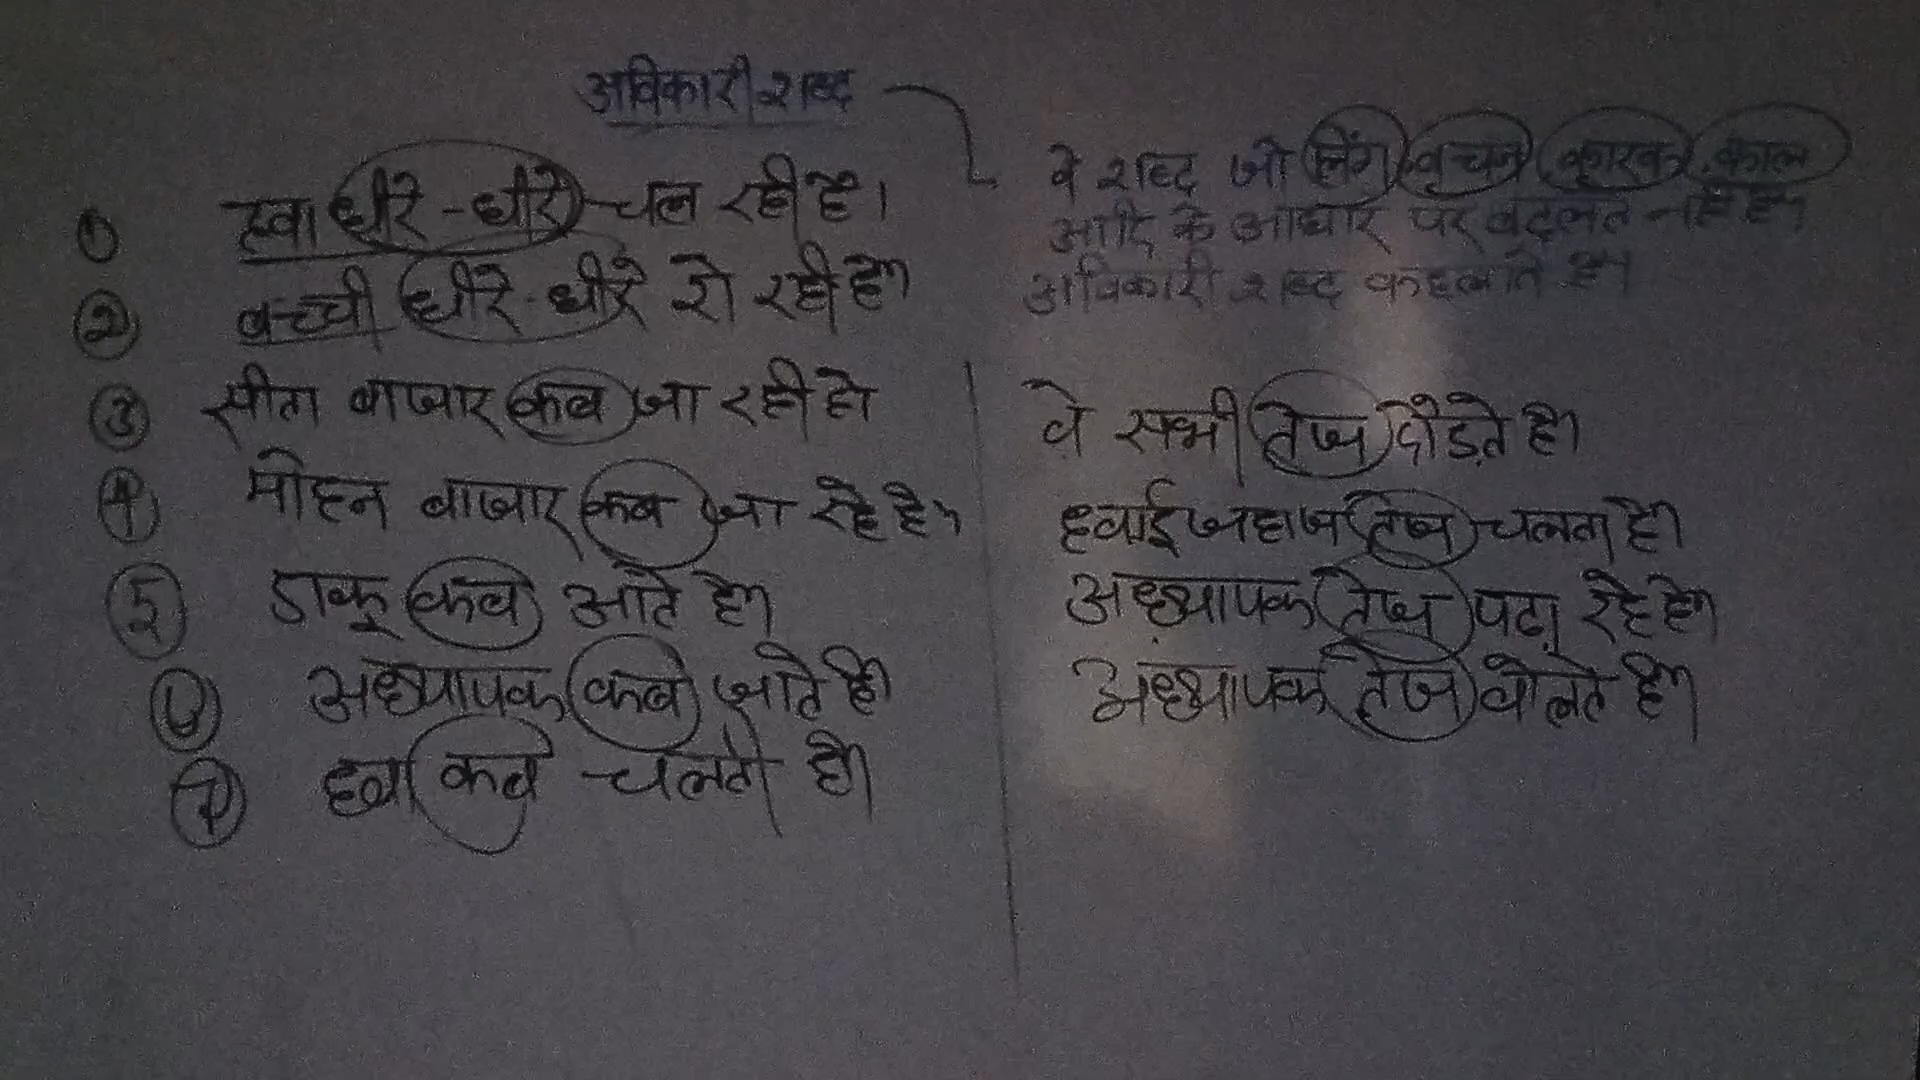 अविकारी शब्द
वे शब्द जो लिंग, वचन, कारक, काल
आदि के आधार पर बदलते नहीं है।
अविकारी शब्द कहलाते है।
① हवा धीरे-धीरे चल रही है।
② बच्ची धीरे-धीरे रो रही है।
③ सीता बाजार कब जा रही है।
④ मोहन बाजार कब जा रहे है।
⑤ डाकू कब आते है।
⑥ अध्यापक कब जाते है।
⑦ हवा कब चलती है।
वे सभी तेज दौड़ते है।
हवाई जहाज तेज चलता है।
अध्यापक तेज पढा रहे है।
अध्यापक तेज बोलते है।